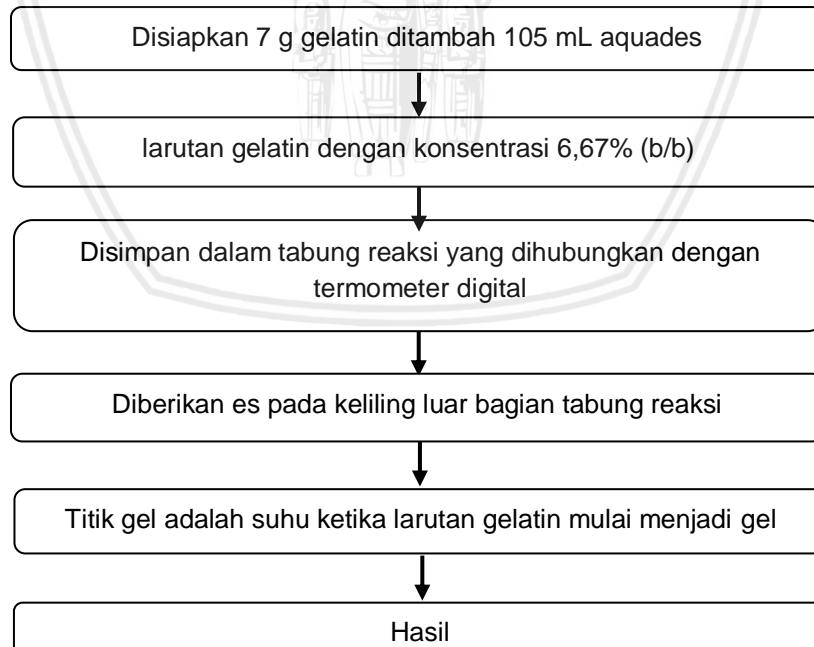 Disiapkan 7 g gelatin ditambah 105 mL aquades
larutan gelatin dengan konsentrasi 6,67% (b/b)
Disimpan dalam tabung reaksi yang dihubungkan dengan
termometer digital
Diberikan es pada keliling luar bagian tabung reaksi
Titik gel adalah suhu ketika larutan gelatin mulai menjadi gel
Hasil